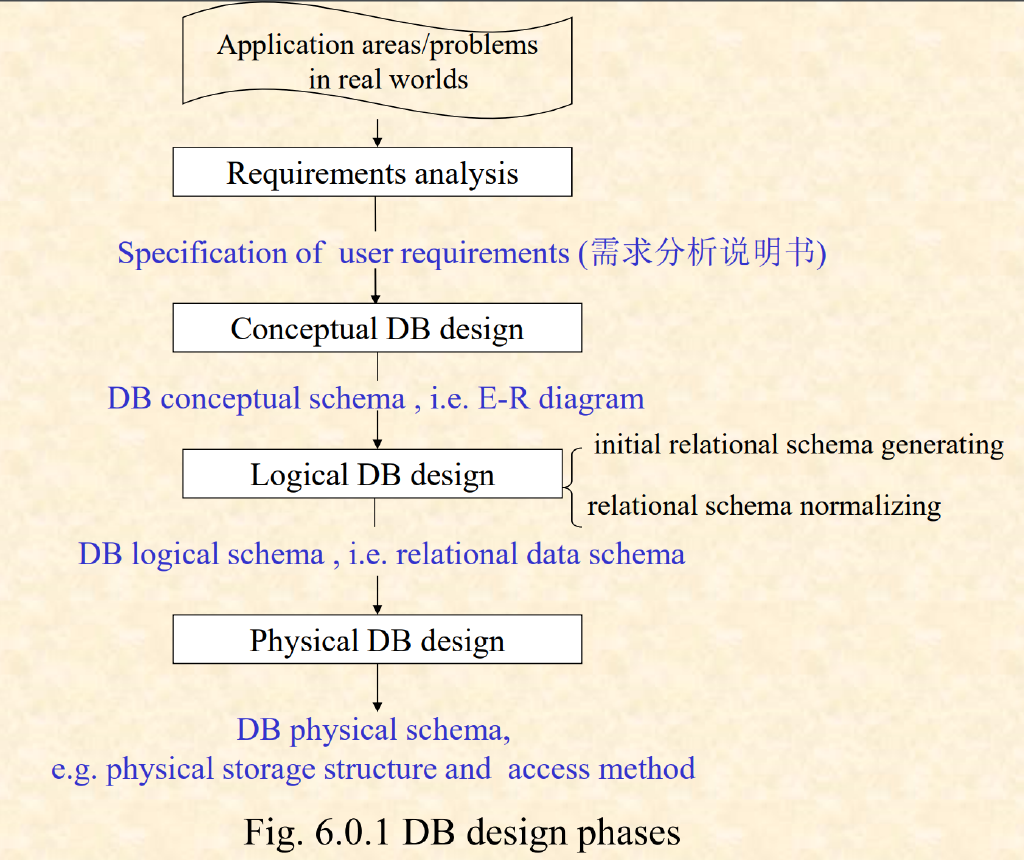 Application areas/problems
in real worlds
Requirements analysis
Specification of user requirements (需求分析说明书)
Conceptual DB design
DB conceptual schema , i.e. E-R diagram
initial relational schema generating
Logical DB design
relational schema normalizing
DB logical schema , i.e. relational data schema
Physical DB design
DB physical schema,
e.g. physical storage structure and access method
Fig. 6.0.1 DB design phases